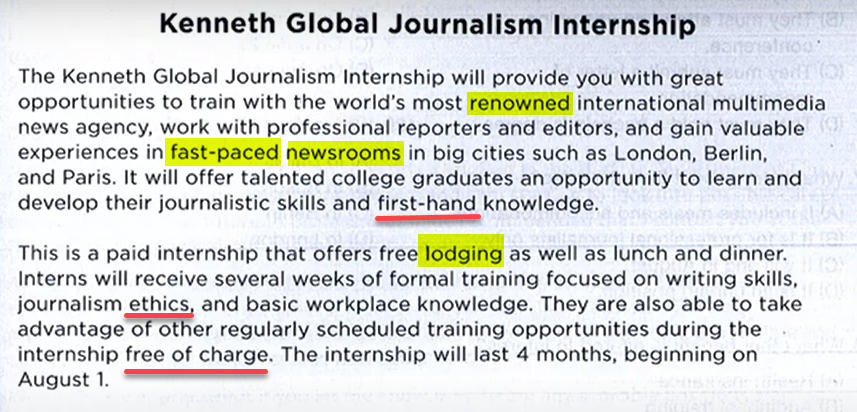 Kenneth Global Journalism Internship
The Kenneth Global Journalism Internship will provide you with great
opportunities to train with the world's most renowned international multimedia
news agency, work with professional reporters and editors, and gain valuable
experiences in fast-paced newsrooms in big cities such as London, Berlin,
and Paris. It will offer talented college graduates an opportunity to learn and
develop their journalistic skills and first-hand knowledge.
This is a paid internship that offers free lodging as well as lunch and dinner.
Interns will receive several weeks of formal training focused on writing skills,
journalism ethics, and basic workplace knowledge. They are also able to take
advantage of other regularly scheduled training opportunities during the
internship free of charge. The internship will last 4 months, beginning on
August 1.